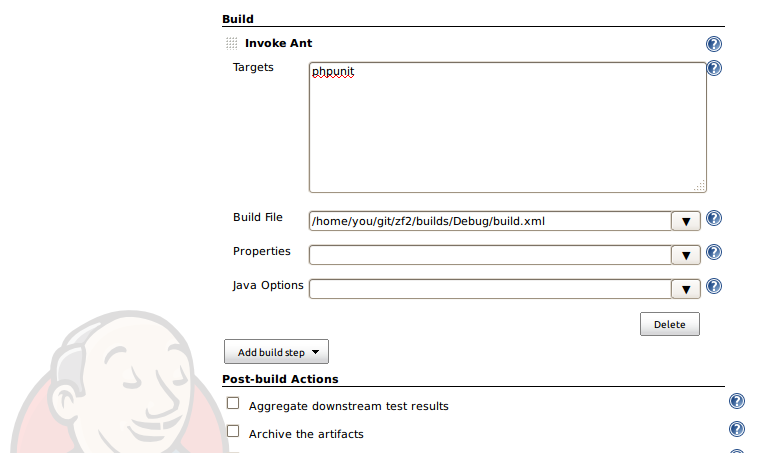 Build
Invoke Ant
Targets
phpunit
Build File
/home/you/git/zf2/builds/Debug/build.xml
Properties
Java Options
Delete
Add build step
Post-build Actions
Aggregate downstream test results
Archive the artifacts